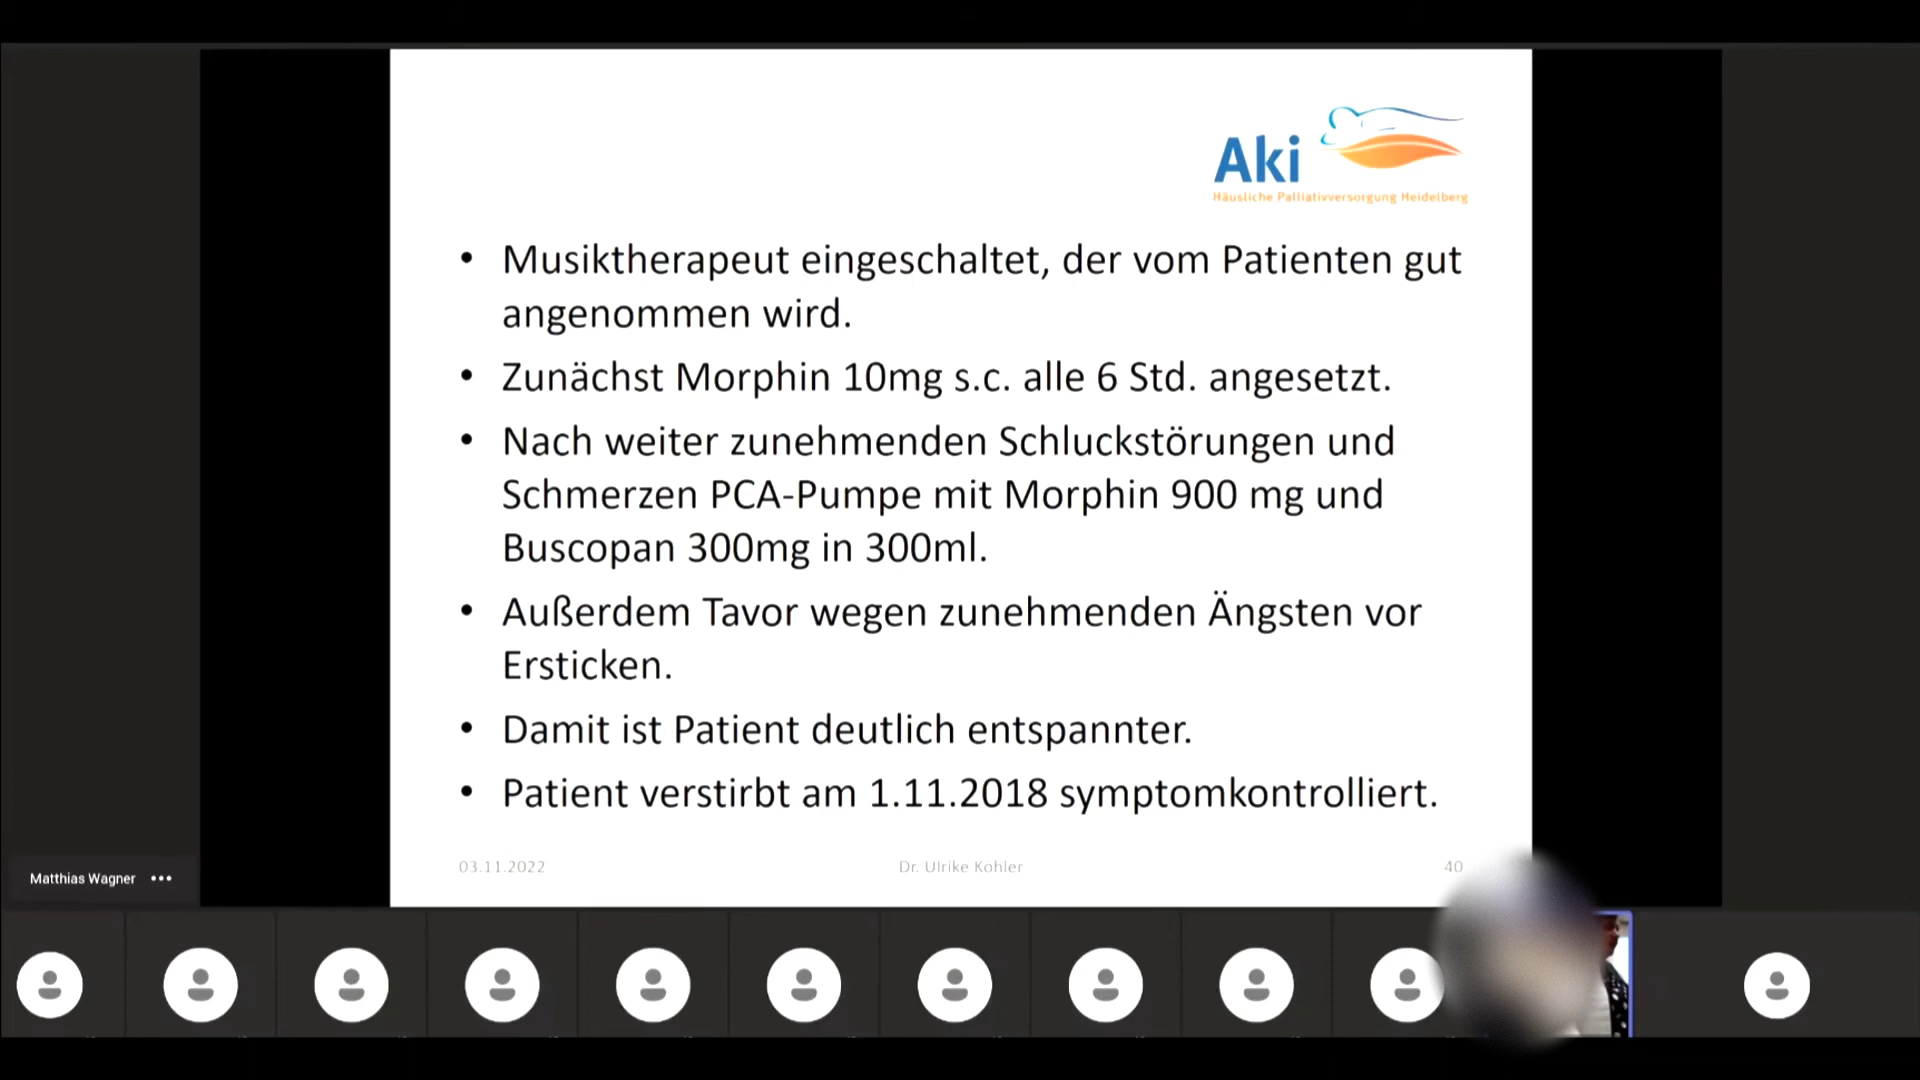 Aki
Häusliche Palliativversorgung Heidelberg
• Musiktherapeut eingeschaltet, der vom Patienten gut
angenommen wird.
• Zunächst Morphin 10mg s.c. alle 6 Std. angesetzt.
• Nach weiter zunehmenden Schluckstörungen und
Schmerzen PCA-Pumpe mit Morphin 900 mg und
Buscopan 300mg in 300ml.
• Außerdem Tavor wegen zunehmenden Ängsten vor
Ersticken.
• Damit ist Patient deutlich entspannter.
• Patient verstirbt am 1.11.2018 symptomkontrolliert.
03.11.2022 Dr. Ulrike Kohler 40
Matthias Wagner •••